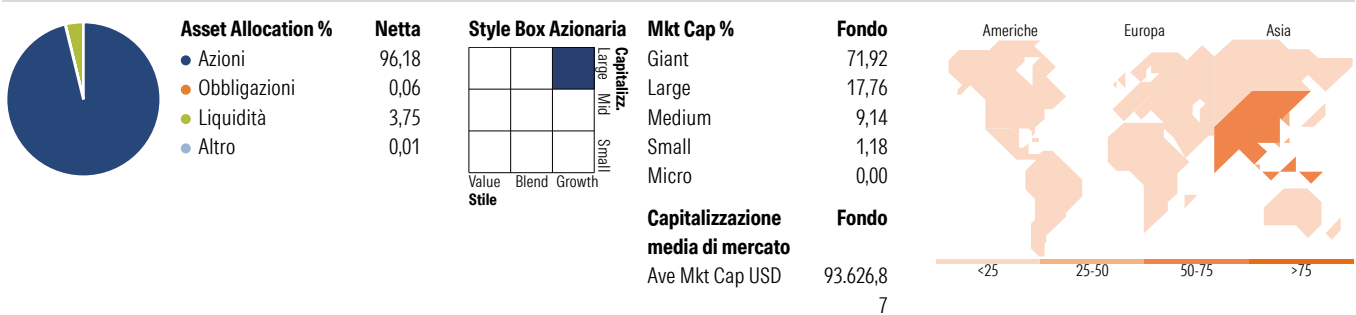 Asset Allocation % Netta
Azioni 96,18
Obbligazioni 0,06
Liquidità 3,75
Altro 0,01
Style Box Azionaria
Capitalizz.
Large Mid Small
Value Blend Growth
Stile
Mkt Cap % Fondo
Giant 71,92
Large 17,76
Medium 9,14
Small 1,18
Micro 0,00
Capitalizzazione Fondo
media di mercato
Ave Mkt Cap USD 93.626,8
7
Americhe Europa Asia
<25 25-50 50-75 >75